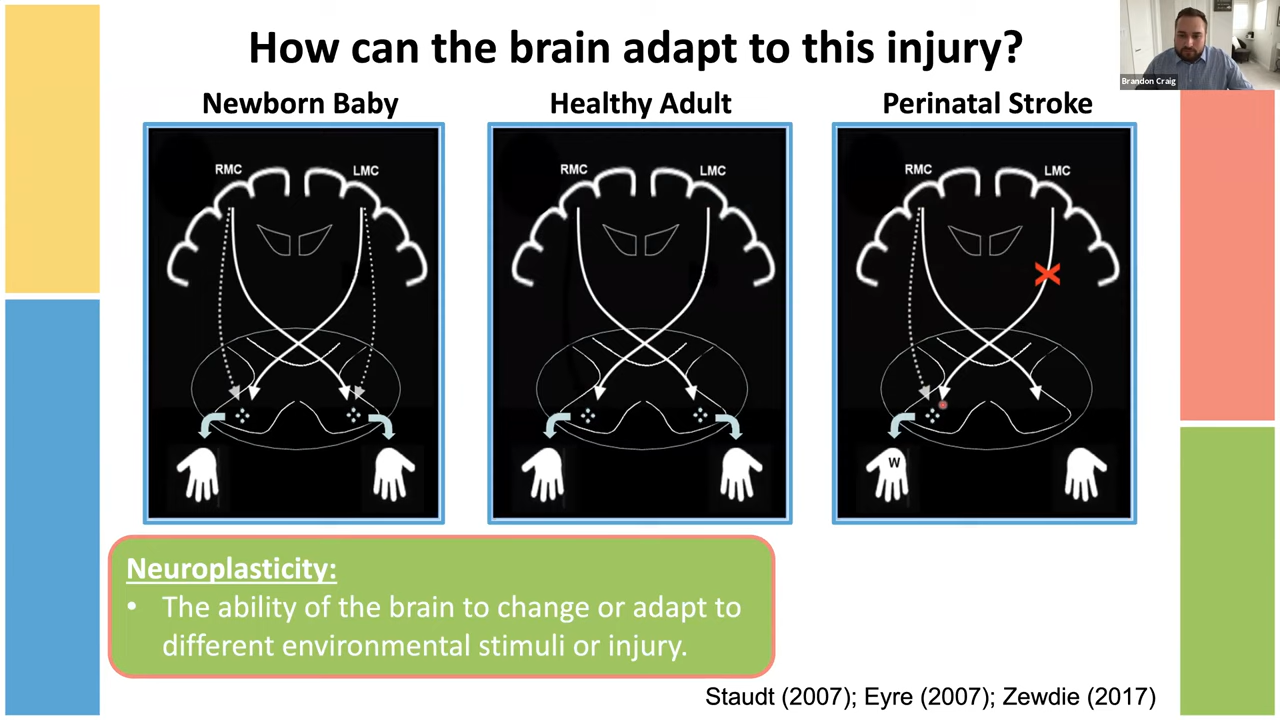 How can the brain adapt to this injury?
Brandon Craig
Newborn Baby
Healthy Adult
Perinatal Stroke
RMC
LMC
RMC
LMC
RMC
LMC
W
Neuroplasticity:
• The ability of the brain to change or adapt to
different environmental stimuli or injury.
Staudt (2007); Eyre (2007); Zewdie (2017)